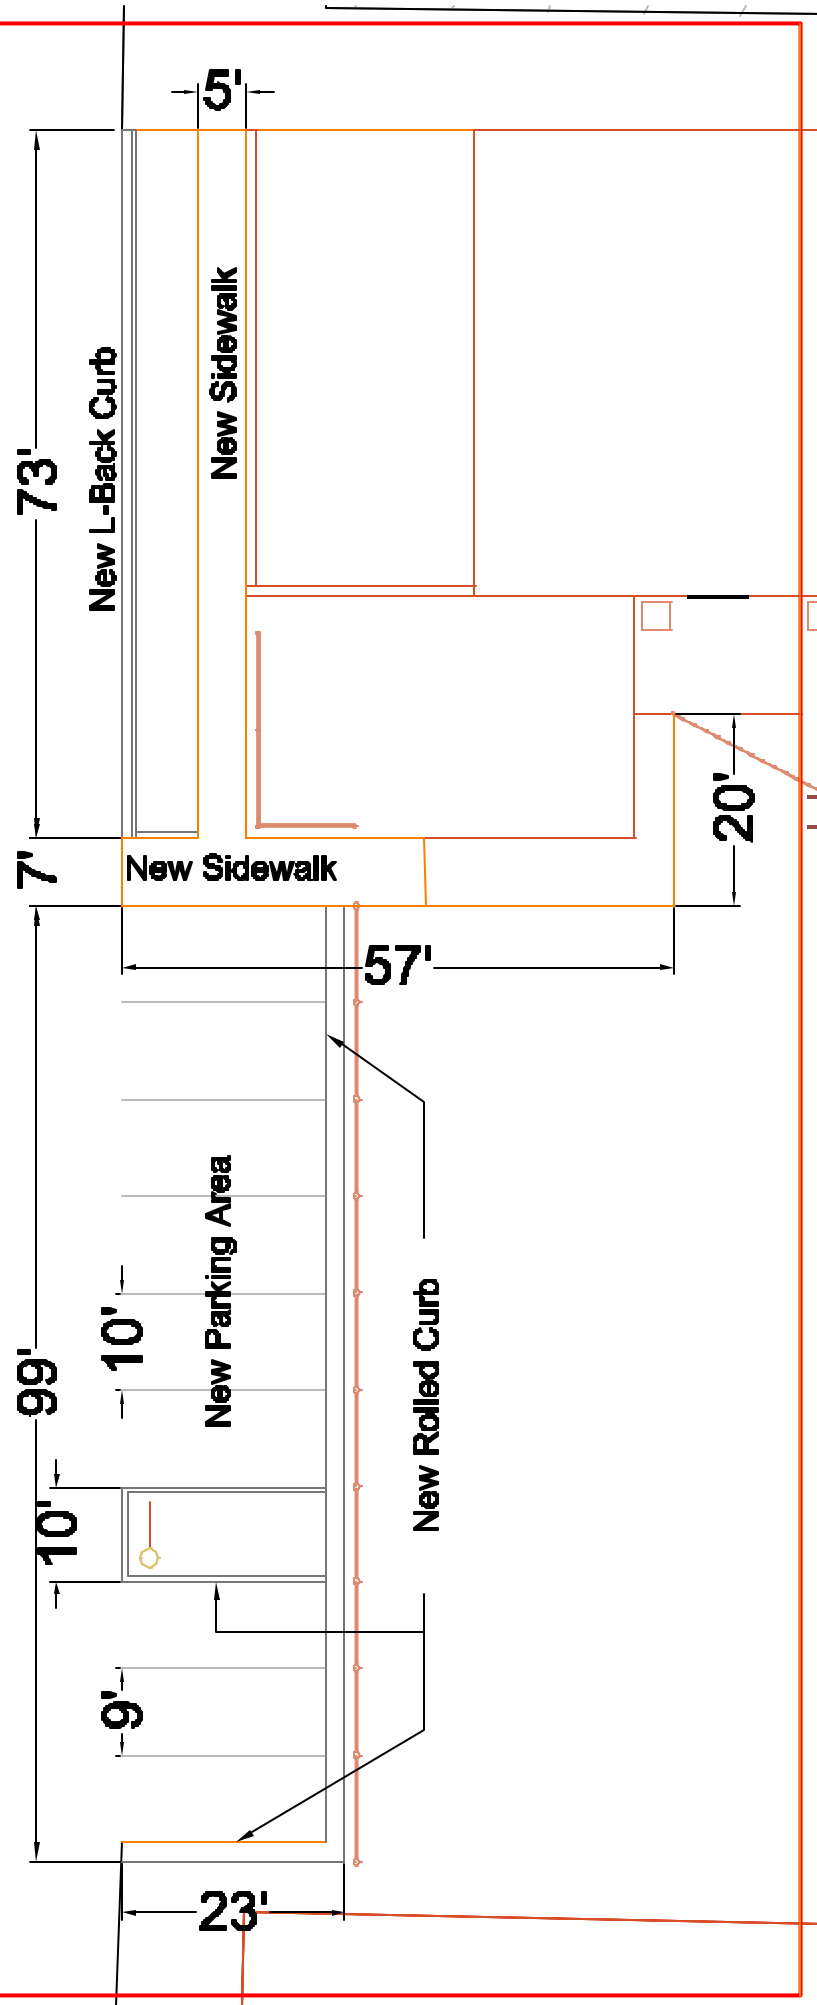 5'
New Sidewalk
New L-Back Curb
73'
20'
7'
New Sidewalk
57'
New Parking Area
10'
99'
New Rolled Curb
10'
9'
23'